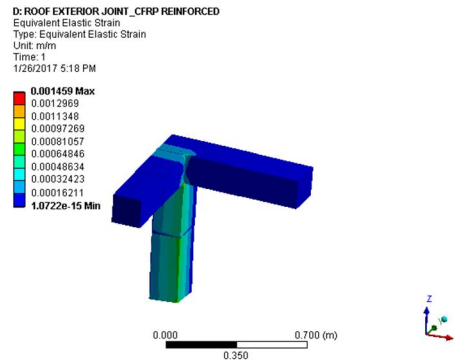 D: ROOF EXTERIOR JOINT_CFRP REINFORCED
Equivalent Elastic Strain
Type: Equivalent Elastic Strain
Unit: m/m
Time: 1
1/26/2017 5:18 PM
0.001459 Max
0.0012969
0.0011348
0.00097269
0.00081057
0.00064846
0.00048634
0.00032423
0.00016211
1.0722e-15 Min
Z
0.000 0.700 (m)
0.350